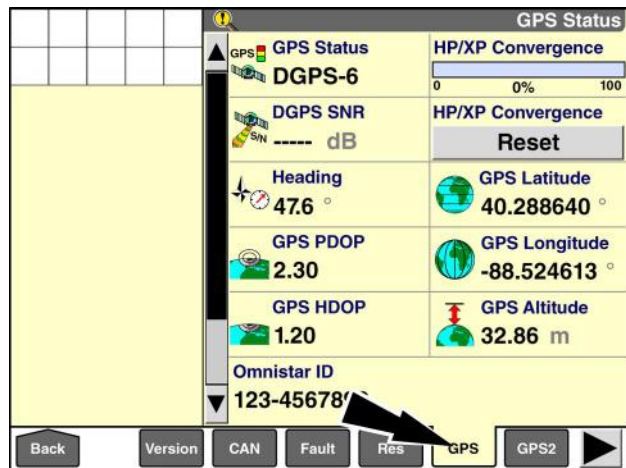 GPS Status
GPS GPS Status
DGPS-6
HP/XP Convergence
0 0% 100
DGPS SNR
S/N ----- dB
HP/XP Convergence
Reset
Heading
47.6 °
GPS Latitude
40.288640 °
GPS PDOP
2.30
GPS Longitude
-88.524613 °
GPS HDOP
1.20
GPS Altitude
32.86 m
Omnistar ID
Back Version CAN Fault Res GPS GPS2